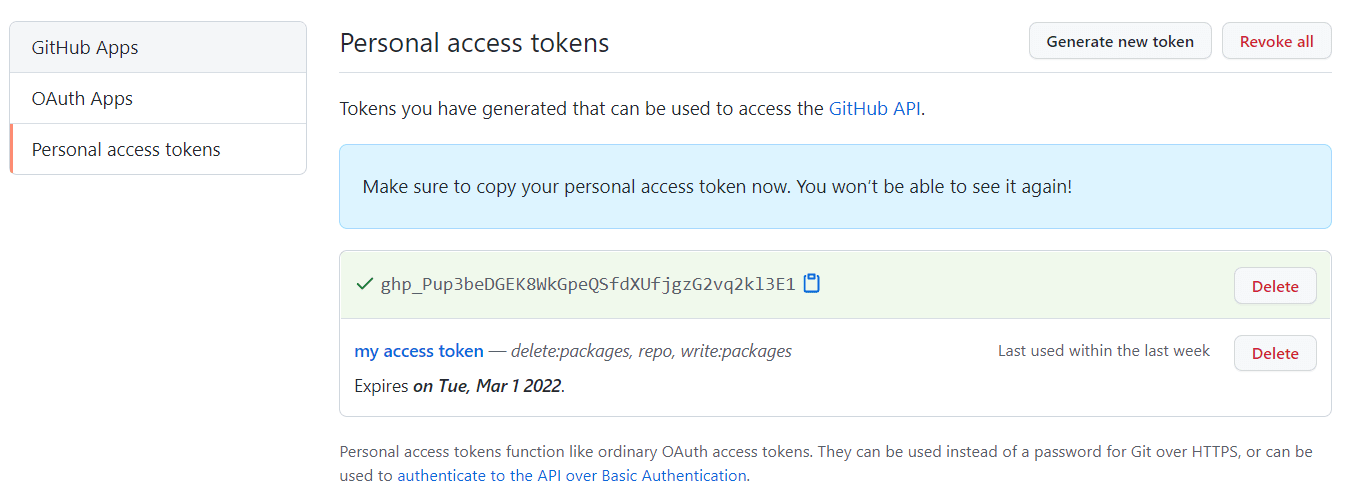 GitHub Apps
OAuth Apps
Personal access tokens
Personal access tokens
Generate new token
Revoke all
Tokens you have generated that can be used to access the GitHub API.
Make sure to copy your personal access token now. You won't be able to see it again!
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
Delete
my access token — delete:packages, repo, write:packages
Last used within the last week
Delete
Expires on Tue, Mar 1 2022.
Personal access tokens function like ordinary OAuth access tokens. They can be used instead of a password for Git over HTTPS, or can be
used to authenticate to the API over Basic Authentication.